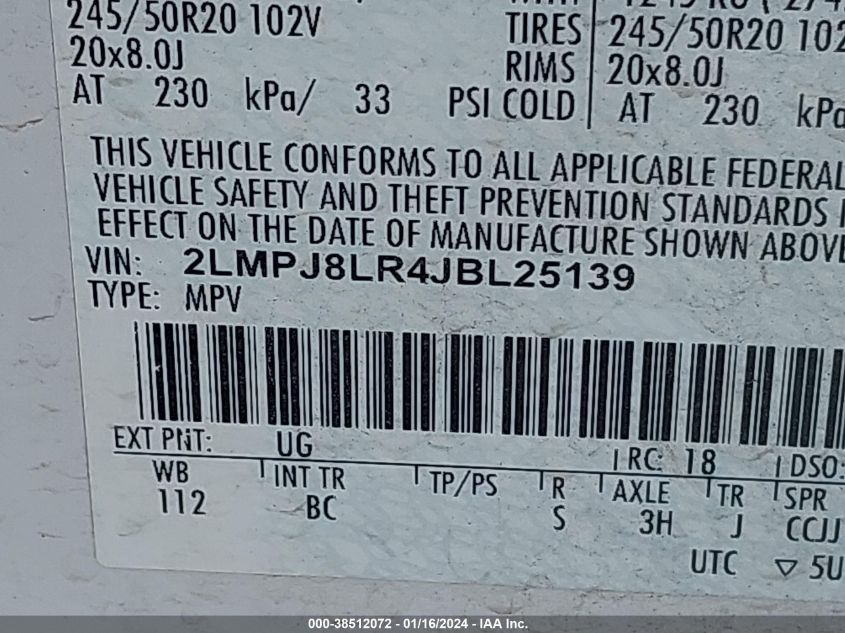 245/50R20 102V TIRES 245/50R20 102
20x8.0J RIMS 20x8.0J
AT 230 kPa/ 33 PSI COLD AT 230 kPa
THIS VEHICLE CONFORMS TO ALL APPLICABLE FEDERAL
VEHICLE SAFETY AND THEFT PREVENTION STANDARDS
EFFECT ON THE DATE OF MANUFACTURE SHOWN ABOVE
VIN: 2LMPJ8LR4JBL25139
TYPE: MPV
EXT PNT: UG RC: 18 DSO:
WB INT TR TP/PS R AXLE TR SPR
112 BC S 3H J CCJJ
UTC ▽ 5U
000-38512072 - 01/16/2024 - IAA Inc.